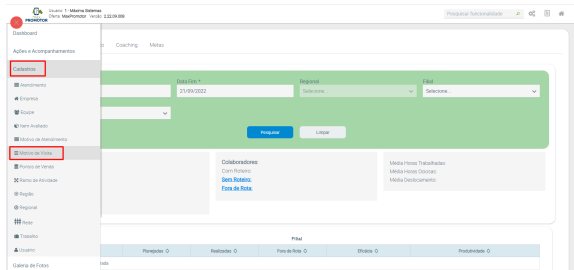 Usuário: 1 - Máxima Sistemas
Oferta: MaxPromotor Versão: 3.22.09.006
PROMOTOR
Pesquisar funcionalidade
Dashboard
Ações e Acompanhamentos
Coaching Metas
Cadastros
Atendimento
Empresa
Equipe
Item Avaliado
Motivo de Atendimento
Motivo de Visita
Pontos de Venda
Ramo de Atividade
Região
Regional
Rede
Trabalho
Usuário
Galeria de Fotos
Data Fim *
21/09/2022
Regional
Selecione...
Filial
Selecione...
Pesquisar
Limpar
Colaboradores:
Com Roteiro:
Sem Roteiro:
Fora de Rota:
Média Horas Trabalhadas:
Média Horas Ociosas:
Média Deslocamento:
Filial
Planejadas
Realizadas
Fora de Rota
Eficácia
Produtividade